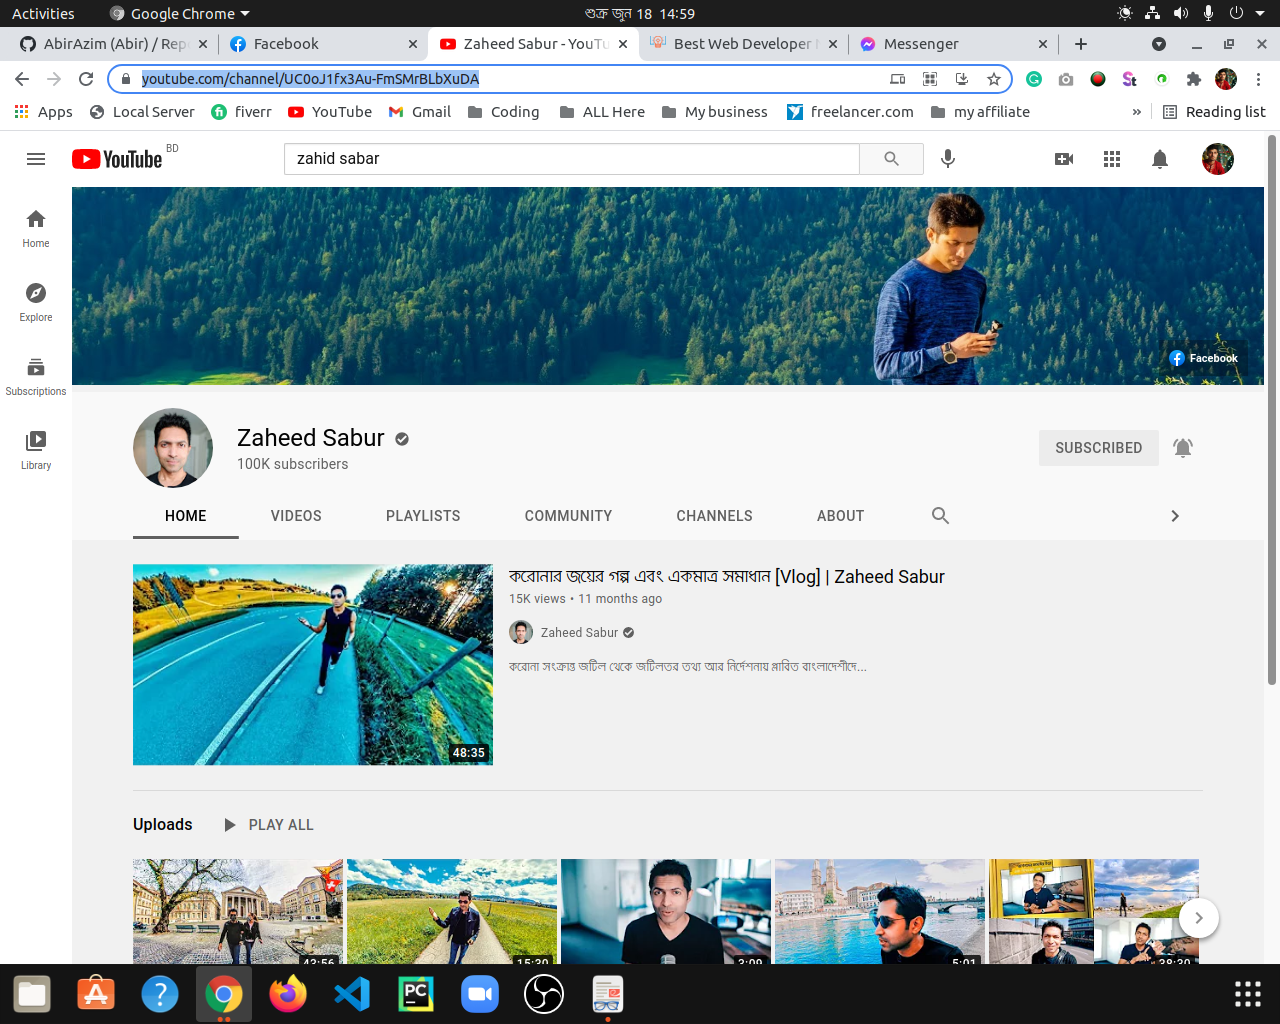 Activities
Google Chrome
শুক্র জুন 18 14:59
AbirAzim (Abir) / Rep
Facebook
Zaheed Sabur - YouTu
Best Web Developer
Messenger
youtube.com/channel/UC0oJ1fx3Au-FmSMrBLbXuDA
Apps
Local Server
fiverr
YouTube
Gmail
Coding
ALL Here
My business
freelancer.com
my affiliate
»
Reading list
YouTube BD
zahid sabar
Home
Explore
Subscriptions
Library
Facebook
Zaheed Sabur
100K subscribers
SUBSCRIBED
HOME
VIDEOS
PLAYLISTS
COMMUNITY
CHANNELS
ABOUT
করোনার জয়ের গল্প এবং একমাত্র সমাধান [Vlog] | Zaheed Sabur
15K views • 11 months ago
Zaheed Sabur
করোনা সংক্রান্ত জটিল থেকে জটিলতর তথ্য আর নির্দেশনায় প্লাবিত বাংলাদেশীদে...
48:35
Uploads
PLAY ALL
43:56
15:30
3:09
5:01
38:30
PC